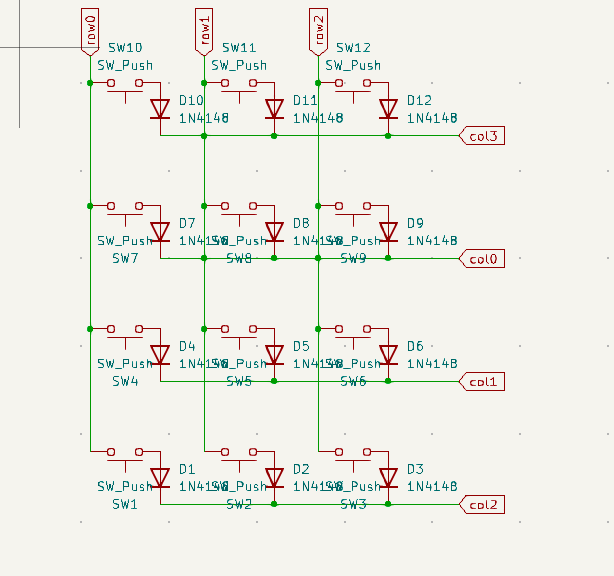 row0
row1
row2
SW10
SW11
SW12
SW_Push
SW_Push
SW_Push
D10
D11
D12
1N4148
1N4148
1N4148
col3
D7
D8
D9
SW_Push
1N4148
SW_Push
1N4148
SW_Push
1N4148
SW7
SW8
SW9
col0
D4
D5
D6
SW_Push
1N4148
SW_Push
1N4148
SW_Push
1N4148
SW4
SW5
SW6
col1
D1
D2
D3
SW_Push
1N4148
SW_Push
1N4148
SW_Push
1N4148
SW1
SW2
SW3
col2